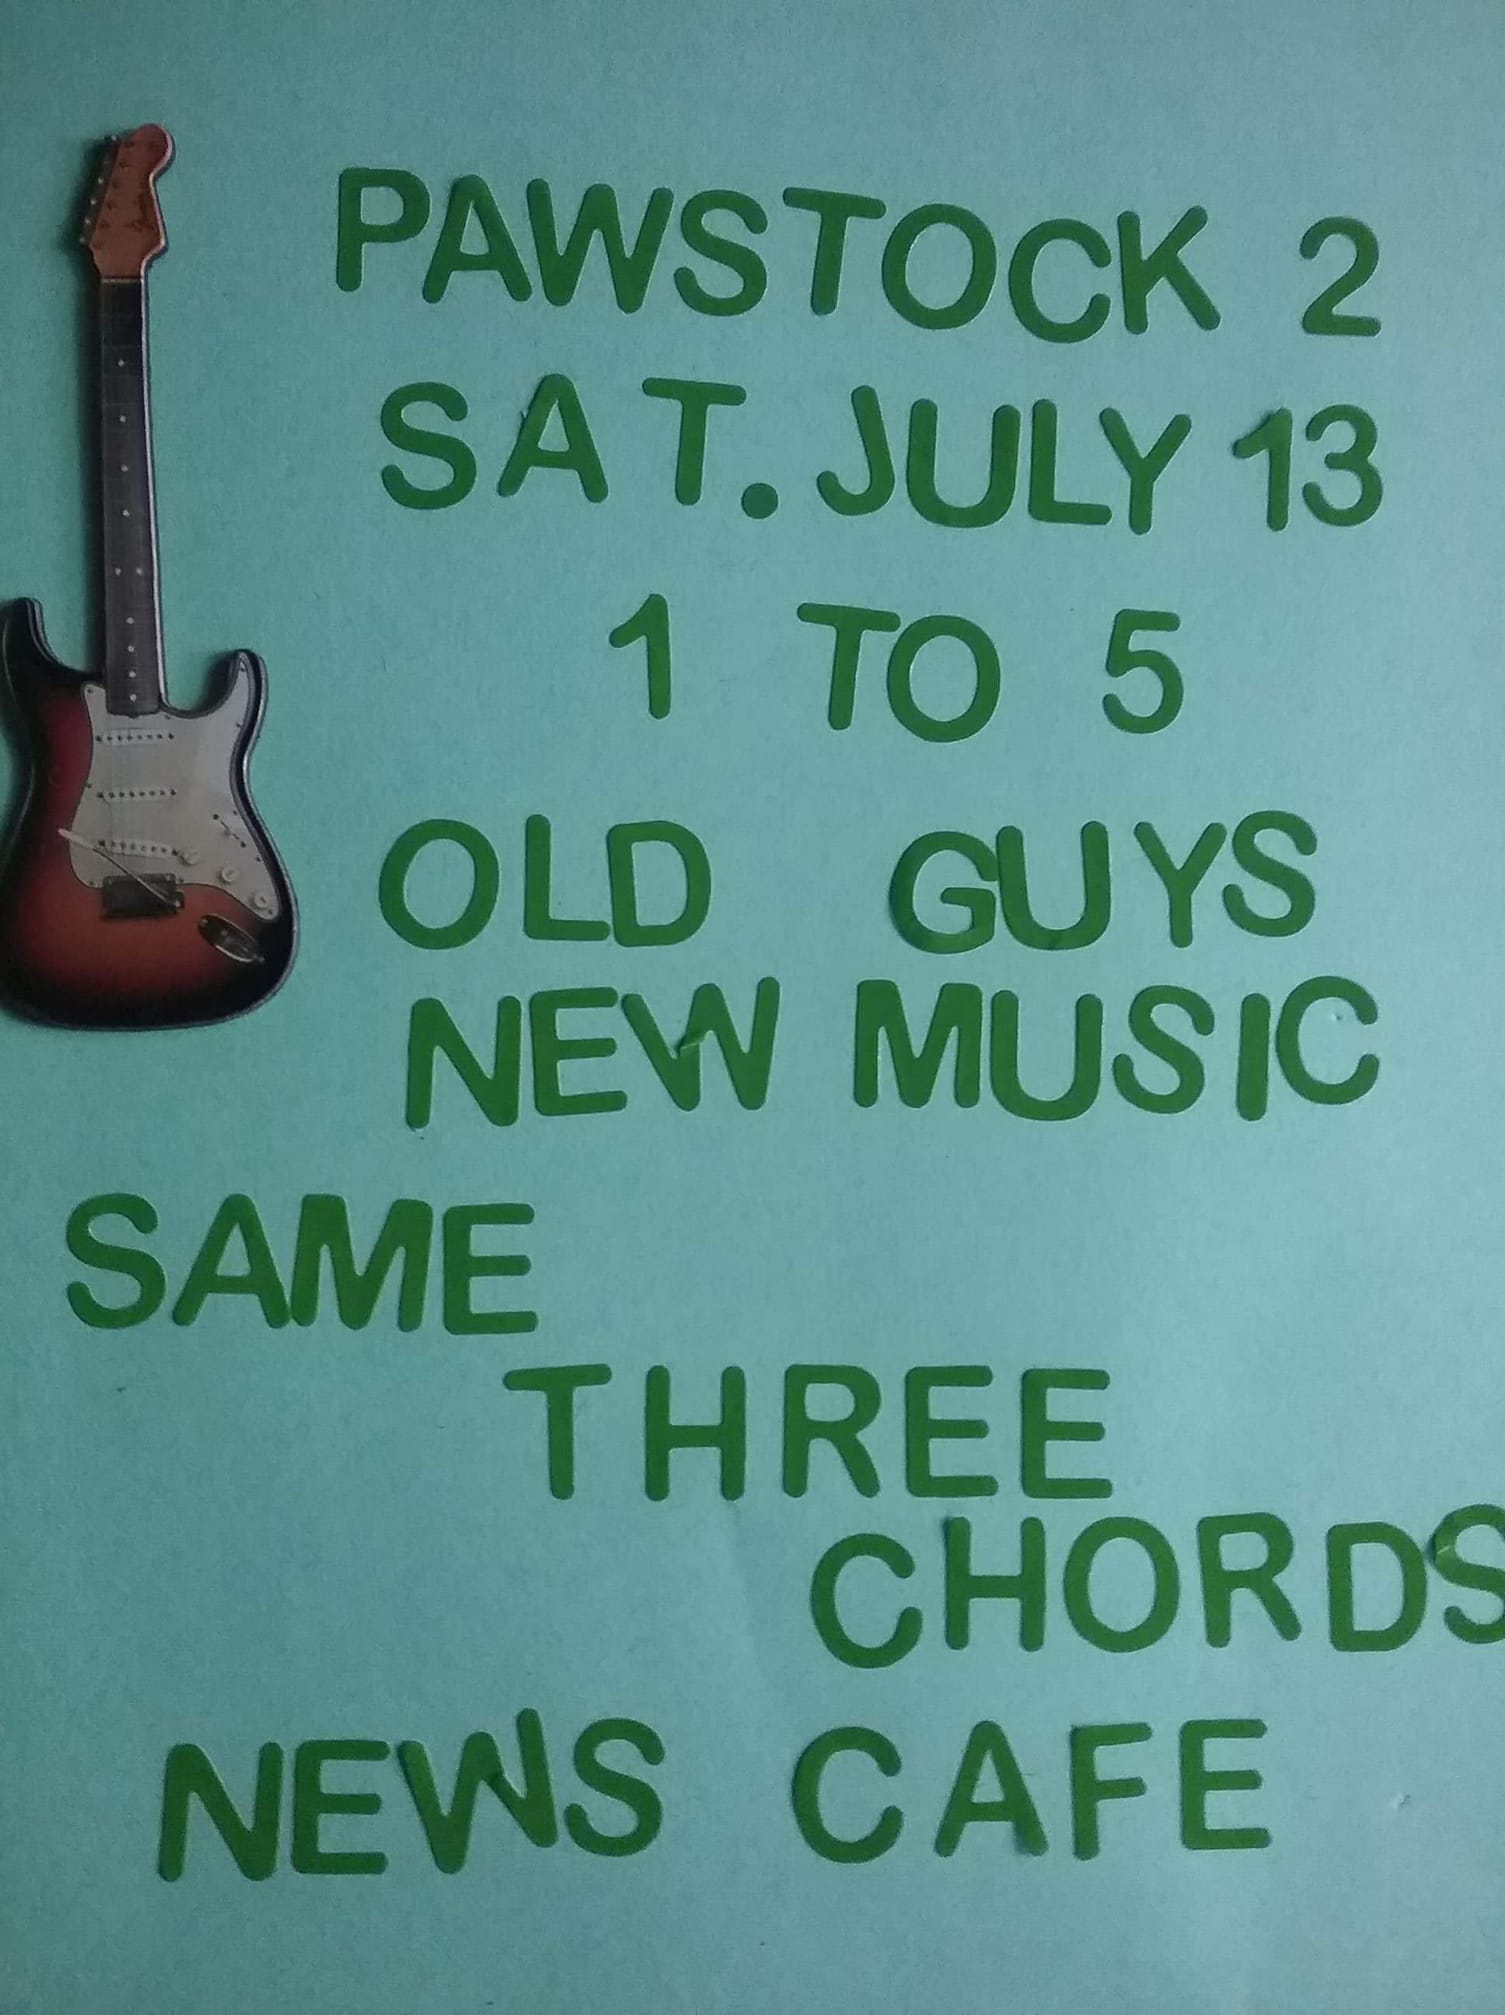 PAWSTOCK 2
SAT. JULY 13
1 TO 5
OLD GUYS
NEW MUSIC
SAME
THREE
CHORDS
NEWS CAFE